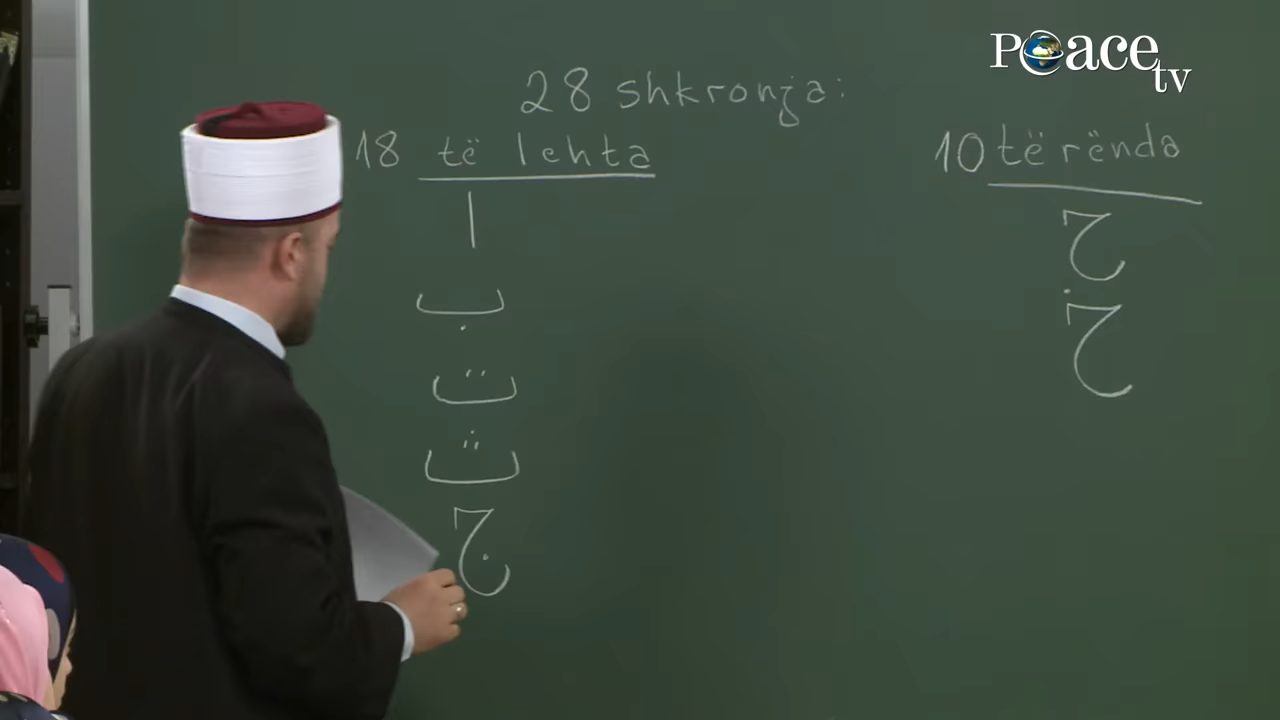 Peace tv
28 shkronja:
18 të lehta
ا
ب
ت
ث
ج
10 të rënda
ح
خ